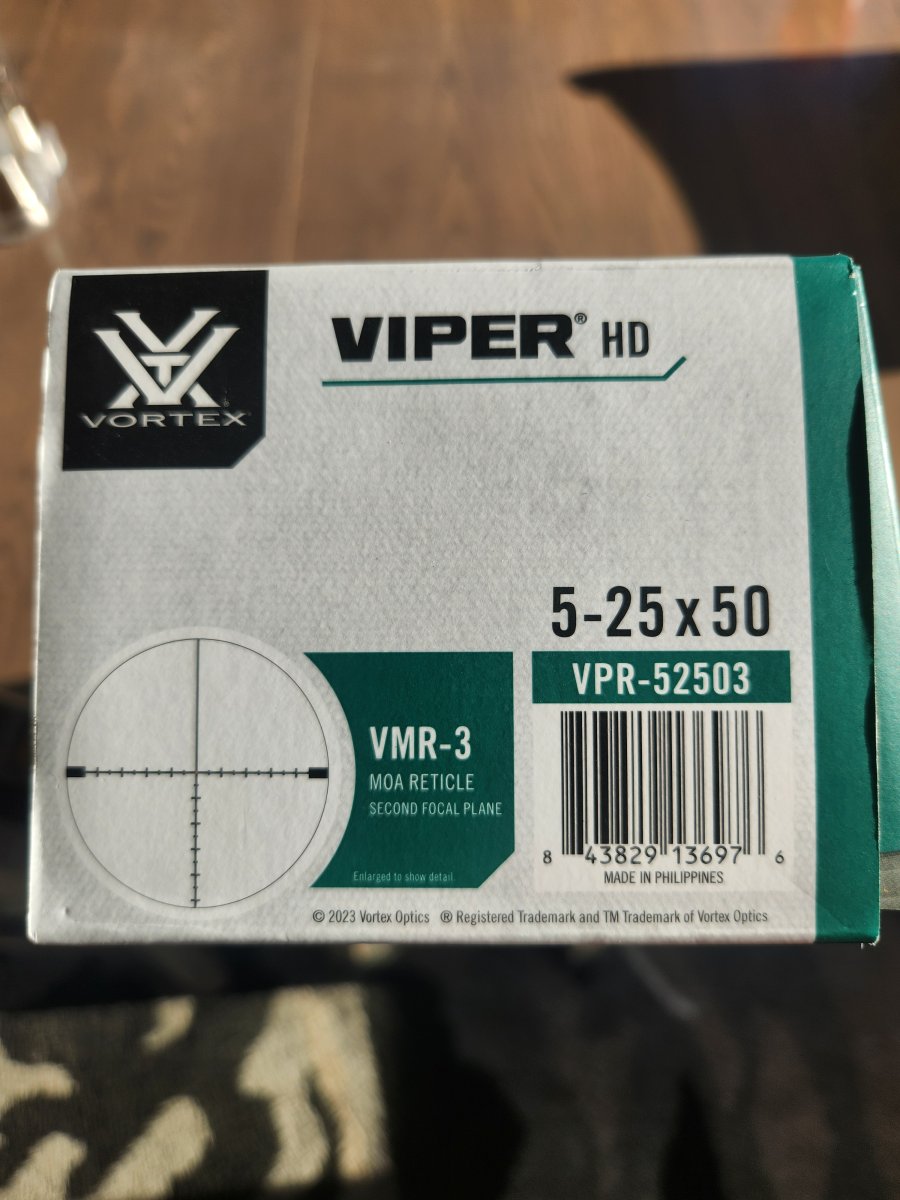 VORTEX
VIPER® HD
5-25 x 50
VPR-52503
VMR-3
MOA RETICLE
SECOND FOCAL PLANE
Enlarged to show detail.
8 43829 13697 6
MADE IN PHILIPPINES
© 2023 Vortex Optics ® Registered Trademark and TM Trademark of Vortex Optics